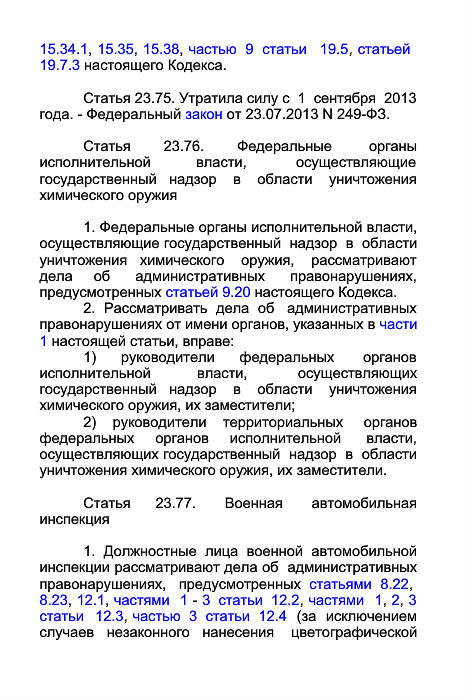 15.34.1, 15.35, 15.38, частью 9 статьи 19.5, статьей
19.7.3 настоящего Кодекса.
Статья 23.75. Утратила силу с 1 сентября 2013
года. - Федеральный закон от 23.07.2013 N 249-ФЗ.
Статья 23.76. Федеральные органы
исполнительной власти, осуществляющие
государственный надзор в области уничтожения
химического оружия
1. Федеральные органы исполнительной власти,
осуществляющие государственный надзор в области
уничтожения химического оружия, рассматривают
дела об административных правонарушениях,
предусмотренных статьей 9.20 настоящего Кодекса.
2. Рассматривать дела об административных
правонарушениях от имени органов, указанных в части
1 настоящей статьи, вправе:
1) руководители федеральных органов
исполнительной власти, осуществляющих
государственный надзор в области уничтожения
химического оружия, их заместители;
2) руководители территориальных органов
федеральных органов исполнительной власти,
осуществляющих государственный надзор в области
уничтожения химического оружия, их заместители.
Статья 23.77. Военная автомобильная
инспекция
1. Должностные лица военной автомобильной
инспекции рассматривают дела об административных
правонарушениях, предусмотренных статьями 8.22,
8.23, 12.1, частями 1 - 3 статьи 12.2, частями 1, 2, 3
статьи 12.3, частью 3 статьи 12.4 (за исключением
случаев незаконного нанесения цветографической